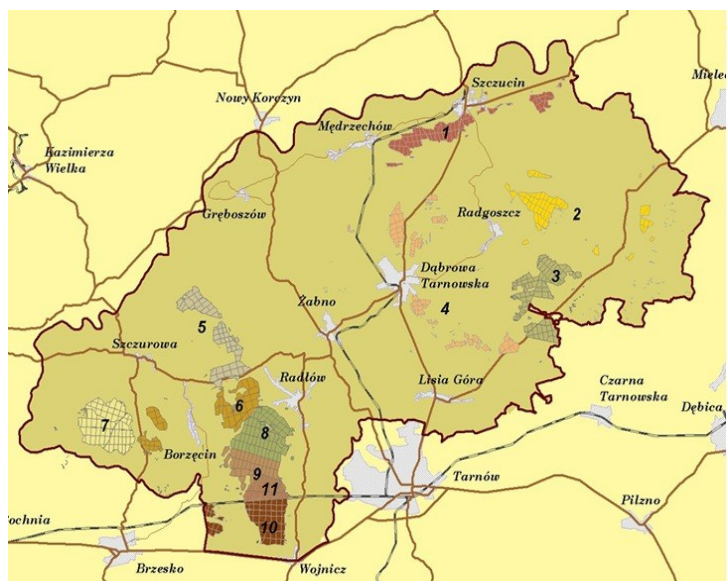 Szczucin
Mielec
Nowy Korczyn
Mędrzechów
1
Kazimierza
Wielka
Gręboszów
Radgoszcz
2
Dąbrowa
Tarnowska
3
Żabno
4
5
Szczurowa
Radłów
Lisia Góra
6
Czarna
Tarnowska
Dębica
7
8
Borzęcin
9
Tarnów
11
Pilzno
10
ochnia
Brzesko
Wojnicz